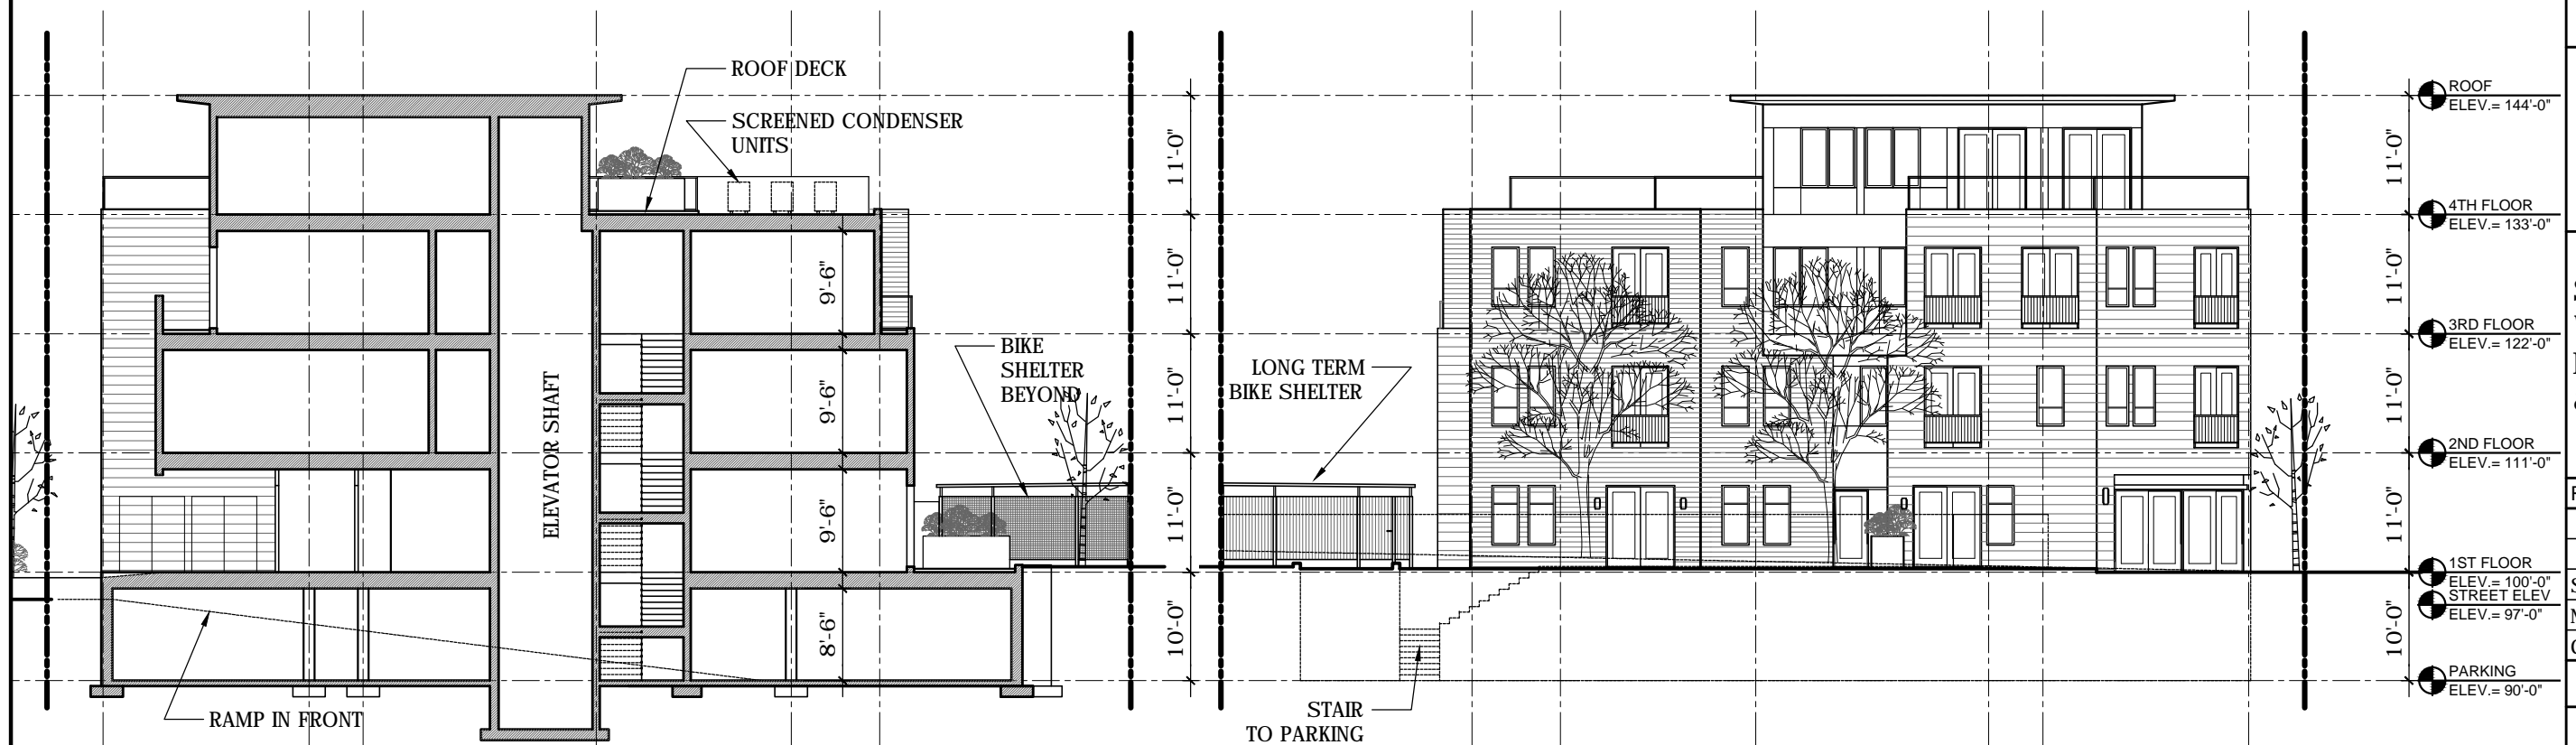 ROOF DECK
SCREENED CONDENSER
UNITS
9'-6"
9'-6"
9'-6"
8'-6"
ELEVATOR SHAFT
BIKE
SHELTER
BEYOND
RAMP IN FRONT
11'-0"
11'-0"
11'-0"
11'-0"
10'-0"
LONG TERM
BIKE SHELTER
STAIR
TO PARKING
11'-0"
11'-0"
11'-0"
11'-0"
10'-0"
ROOF
ELEV.= 144'-0"
4TH FLOOR
ELEV.= 133'-0"
3RD FLOOR
ELEV.= 122'-0"
2ND FLOOR
ELEV.= 111'-0"
1ST FLOOR
ELEV.= 100'-0"
STREET ELEV
ELEV.= 97'-0"
PARKING
ELEV.= 90'-0"